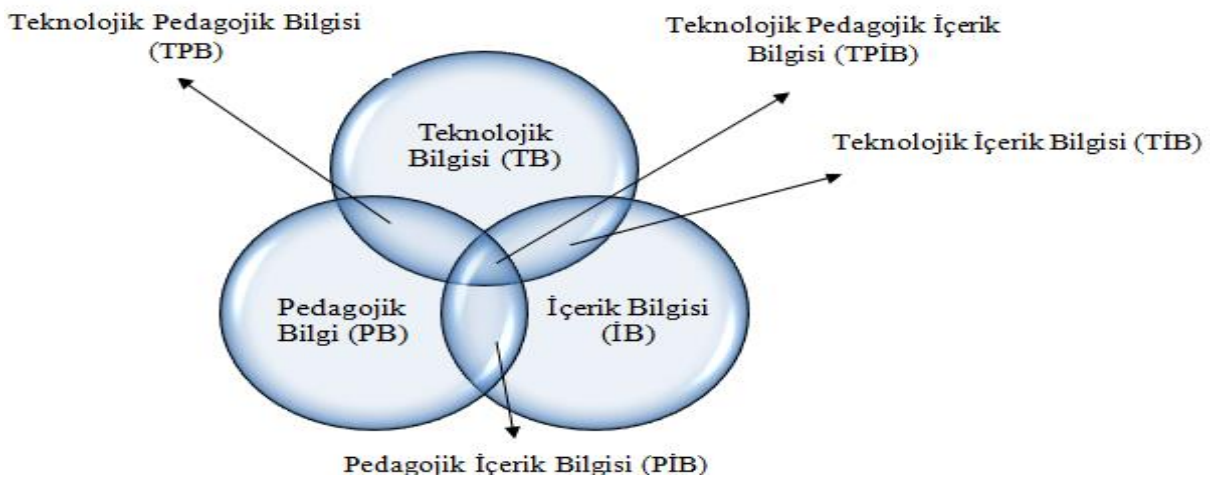 Teknolojik Pedagojik Bilgisi
(TPB)
Teknolojik Pedagojik İçerik
Bilgisi (TPİB)
Teknolojik
Bilgisi (TB)
Teknolojik İçerik Bilgisi (TİB)
Pedagojik
Bilgi (PB)
İçerik Bilgisi
(İB)
Pedagojik İçerik Bilgisi (PİB)